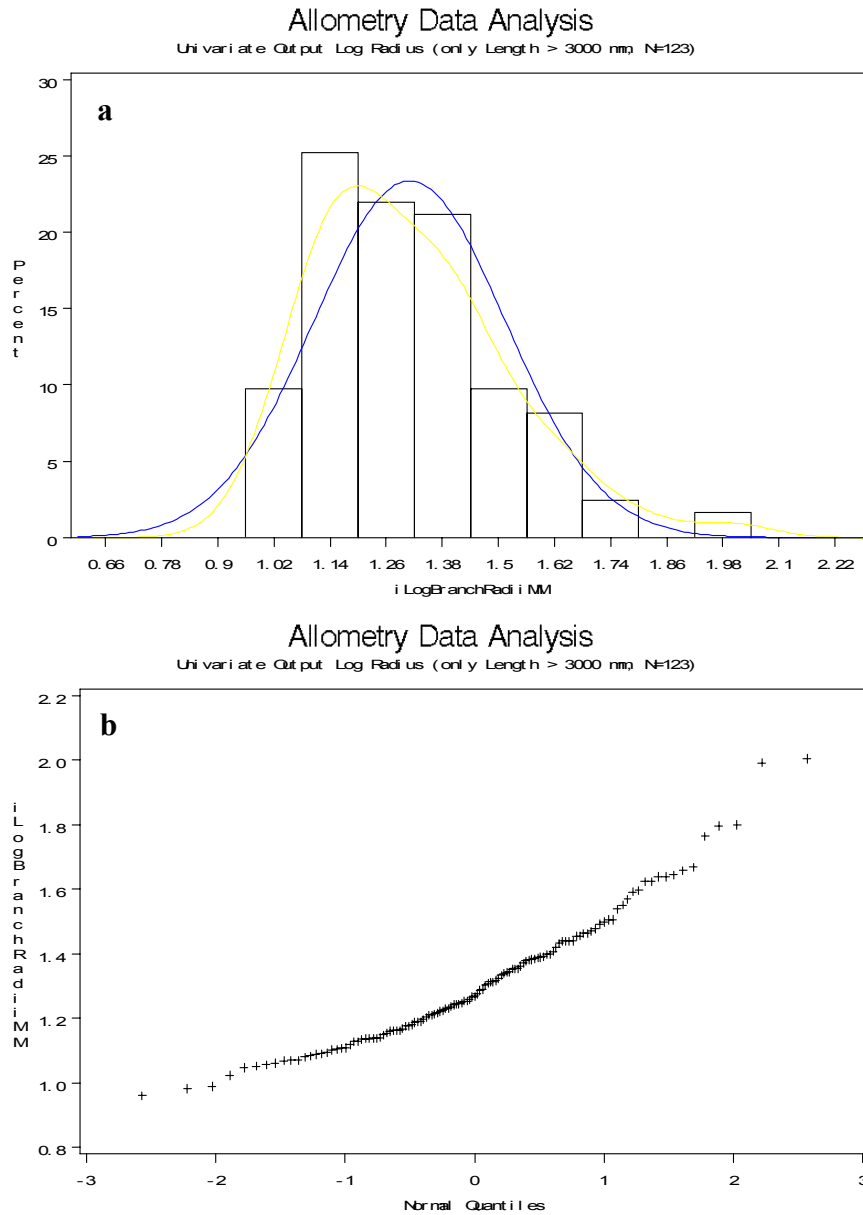 Allometry Data Analysis
Univariate Output Log Radius (only Length > 3000 mm, N=123)
a
Percent
30
25
20
15
10
5
0
0.66 0.78 0.9 1.02 1.14 1.26 1.38 1.5 1.62 1.74 1.86 1.98 2.1 2.22
iLogBranchRadiiMM
Allometry Data Analysis
Univariate Output Log Radius (only Length > 3000 mm, N=123)
b
iLogBranchRadiiMM
2.2
2.0
1.8
1.6
1.4
1.2
1.0
0.8
-3 -2 -1 0 1 2 3
Normal Quantiles